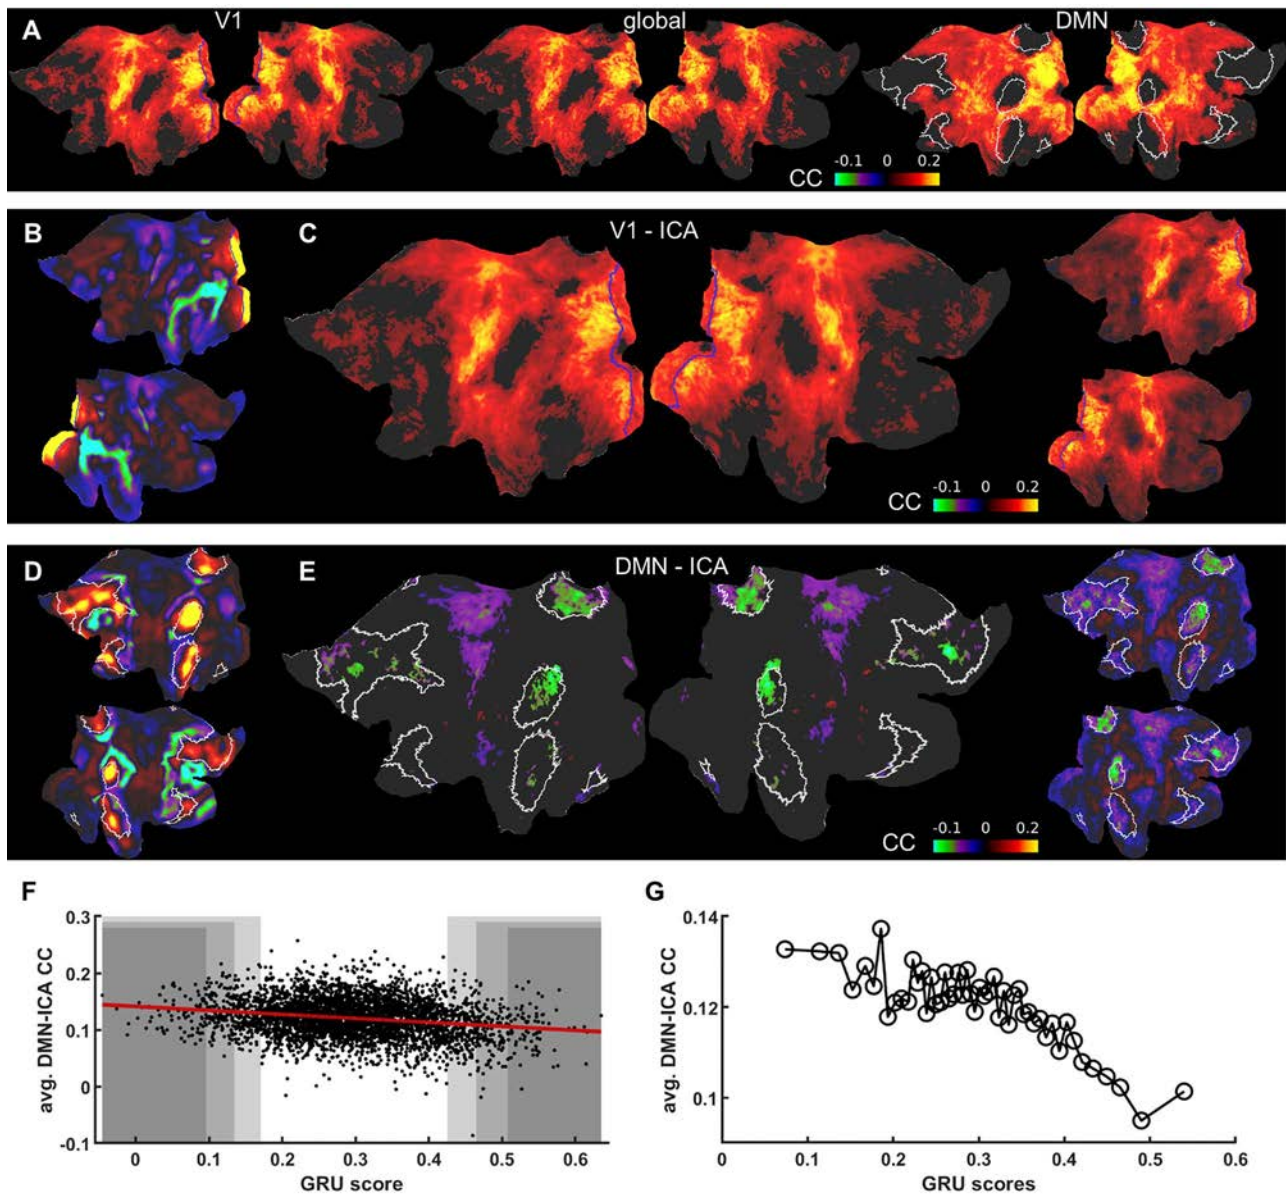 A V1 global DMN
CC -0.1 0 0.2
B C V1 - ICA
CC -0.1 0 0.2
D E DMN - ICA
CC -0.1 0 0.2
F G
0.3
0.2
0.1
0
-0.1
avg. DMN-ICA CC
0 0.1 0.2 0.3 0.4 0.5 0.6
GRU score
0.14
0.12
0.1
avg. DMN-ICA CC
0 0.1 0.2 0.3 0.4 0.5 0.6
GRU scores